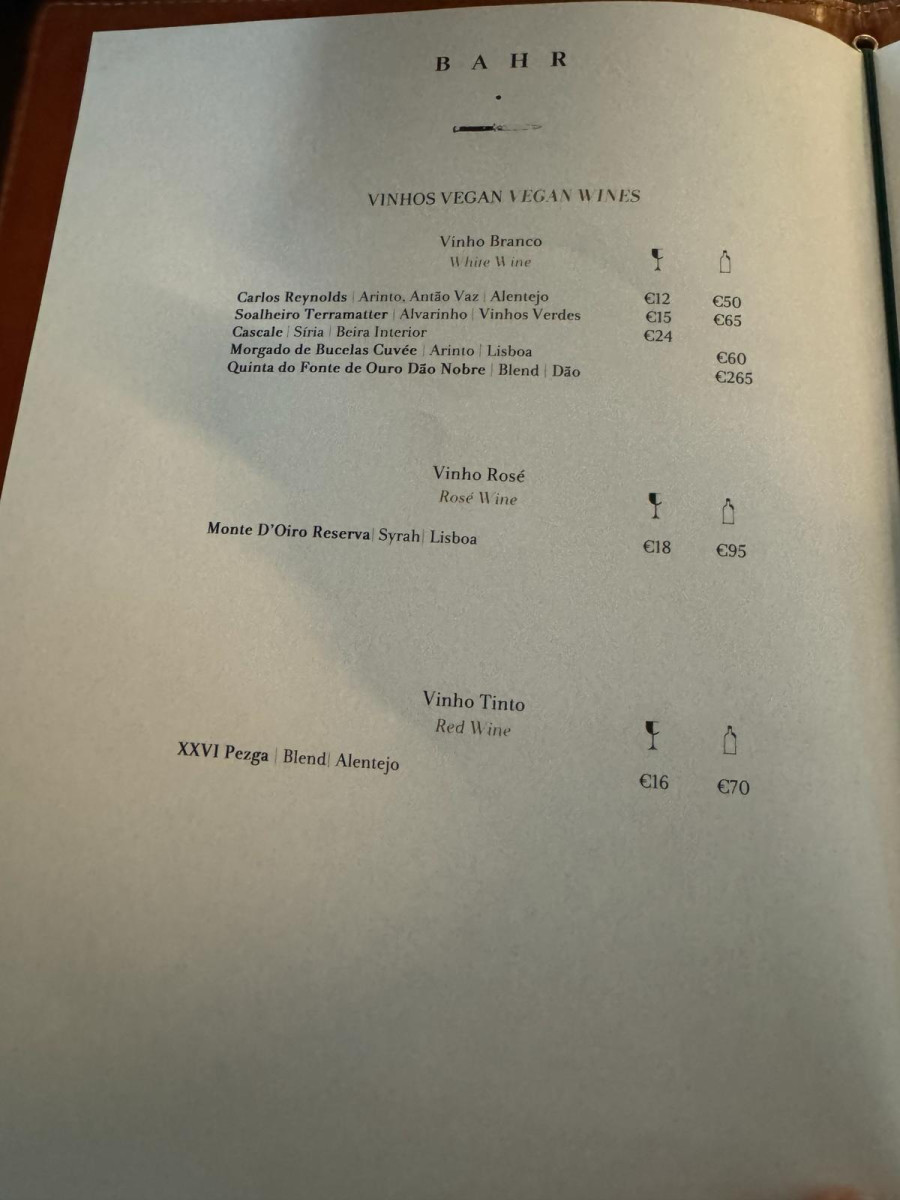 BAHR
VINHOS VEGAN VEGAN WINES
Vinho Branco
White Wine
Carlos Reynolds | Arinto, Antão Vaz | Alentejo €12 €50
Soalheiro Terramatter | Alvarinho | Vinhos Verdes €15 €65
Cascale | Síria | Beira Interior €24
Morgado de Bucelas Cuvée | Arinto | Lisboa €60
Quinta do Fonte de Ouro Dão Nobre | Blend | Dão €265
Vinho Rosé
Rosé Wine
Monte D'Oiro Reserva| Syrah| Lisboa €18 €95
Vinho Tinto
Red Wine
XXVI Pezga | Blend| Alentejo €16 €70